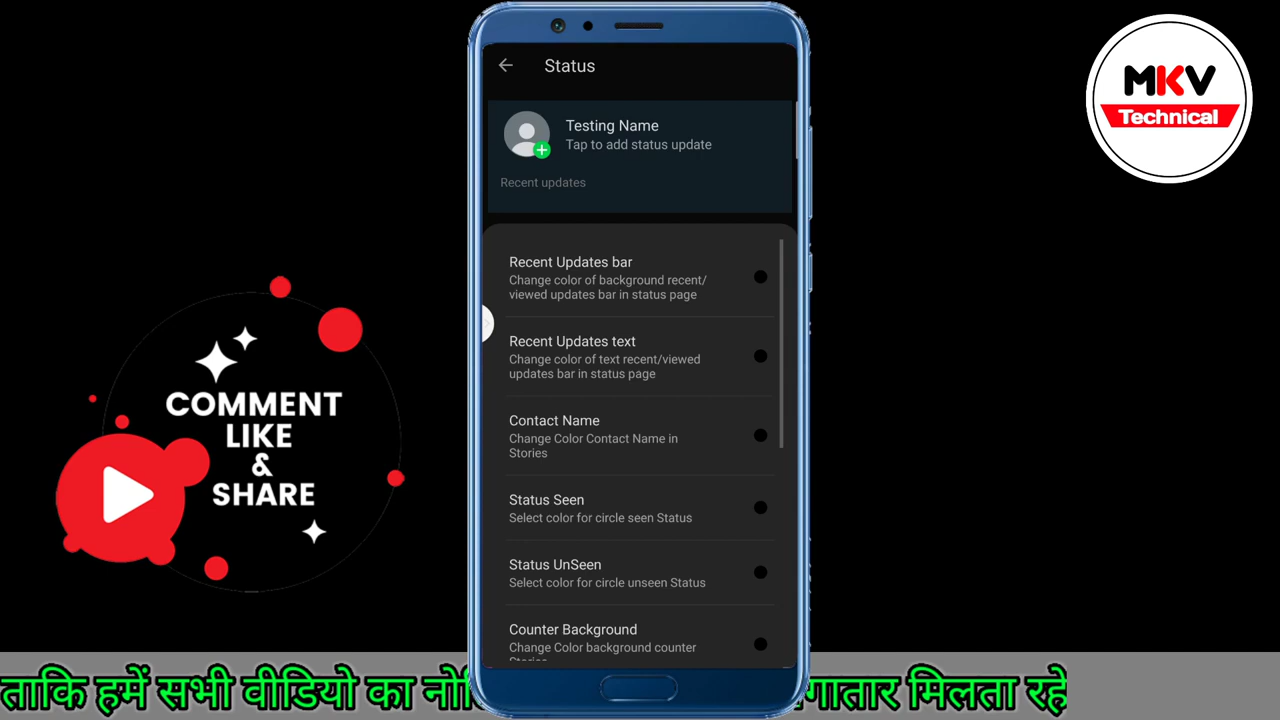 Status
Testing Name
Tap to add status update
Recent updates
Recent Updates bar
Change color of background recent/
viewed updates bar in status page
Recent Updates text
Change color of text recent/viewed
updates bar in status page
Contact Name
Change Color Contact Name in
Stories
Status Seen
Select color for circle seen Status
Status UnSeen
Select color for circle unseen Status
Counter Background
Change Color background counter
MKV
Technical
COMMENT
LIKE
&
SHARE
ताकि हमें सभी वीडियो का मिलता रहे